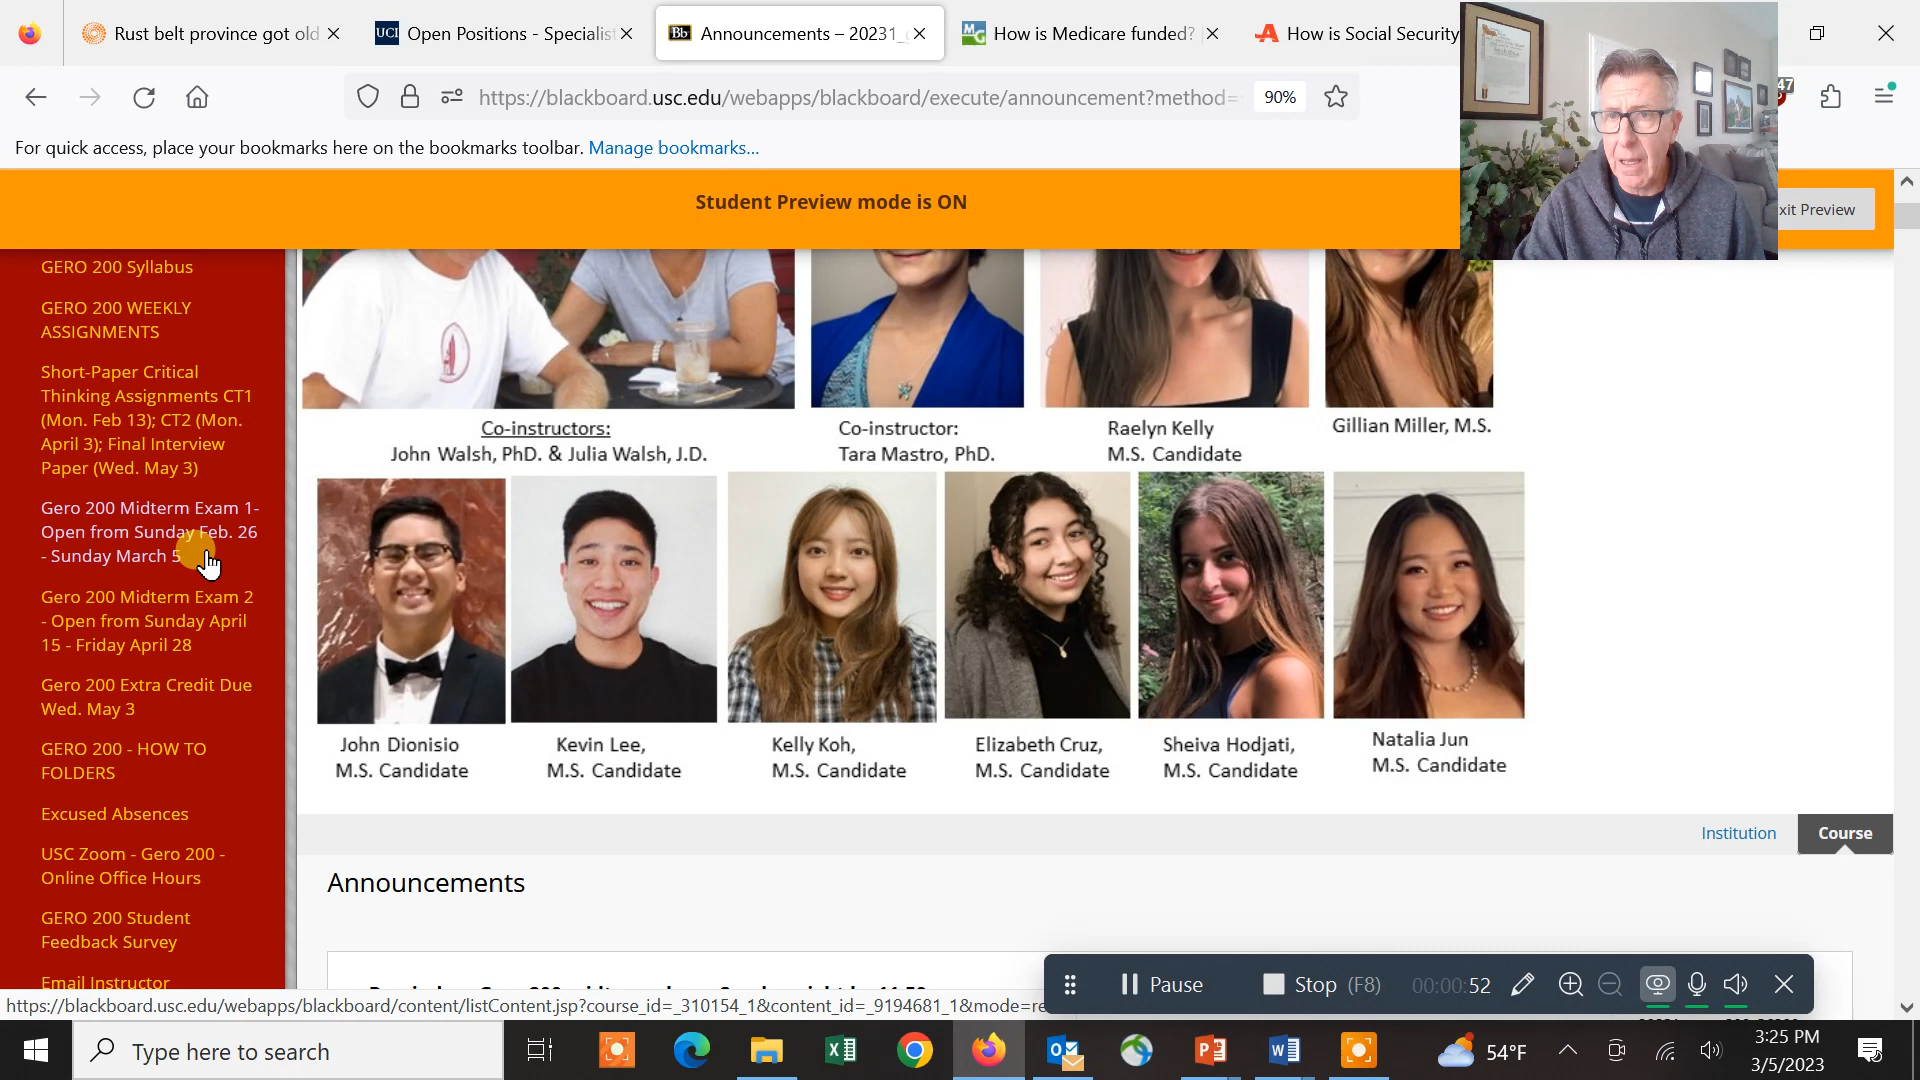 Rust belt province got old
Open Positions - Specialist
Bb Announcements – 20231_
MG How is Medicare funded?
How is Social Security
UCI
https://blackboard.usc.edu/webapps/blackboard/execute/announcement?method=
90%
47
For quick access, place your bookmarks here on the bookmarks toolbar. Manage bookmarks...
Student Preview mode is ON
xit Preview
GERO 200 Syllabus
GERO 200 WEEKLY
ASSIGNMENTS
Short-Paper Critical
Thinking Assignments CT1
(Mon. Feb 13); CT2 (Mon.
April 3); Final Interview
Paper (Wed. May 3)
Gero 200 Midterm Exam 1-
Open from Sunday Feb. 26
- Sunday March 5
Gero 200 Midterm Exam 2
- Open from Sunday April
15 - Friday April 28
Gero 200 Extra Credit Due
Wed. May 3
GERO 200 - HOW TO
FOLDERS
Excused Absences
USC Zoom - Gero 200 -
Online Office Hours
GERO 200 Student
Feedback Survey
Email Instructor
Co-instructors:
John Walsh, PhD. & Julia Walsh, J.D.
Co-instructor:
Tara Mastro, PhD.
Raelyn Kelly
M.S. Candidate
Gillian Miller, M.S.
John Dionisio
M.S. Candidate
Kevin Lee,
M.S. Candidate
Kelly Koh,
M.S. Candidate
Elizabeth Cruz,
M.S. Candidate
Sheiva Hodjati,
M.S. Candidate
Natalia Jun
M.S. Candidate
Institution
Course
Announcements
Pause
Stop (F8)
00:00:52
https://blackboard.usc.edu/webapps/blackboard/content/listContent.jsp?course_id=_310154_1&content_id=_9194681_1&mode=re
Type here to search
54°F
3:25 PM
3/5/2023